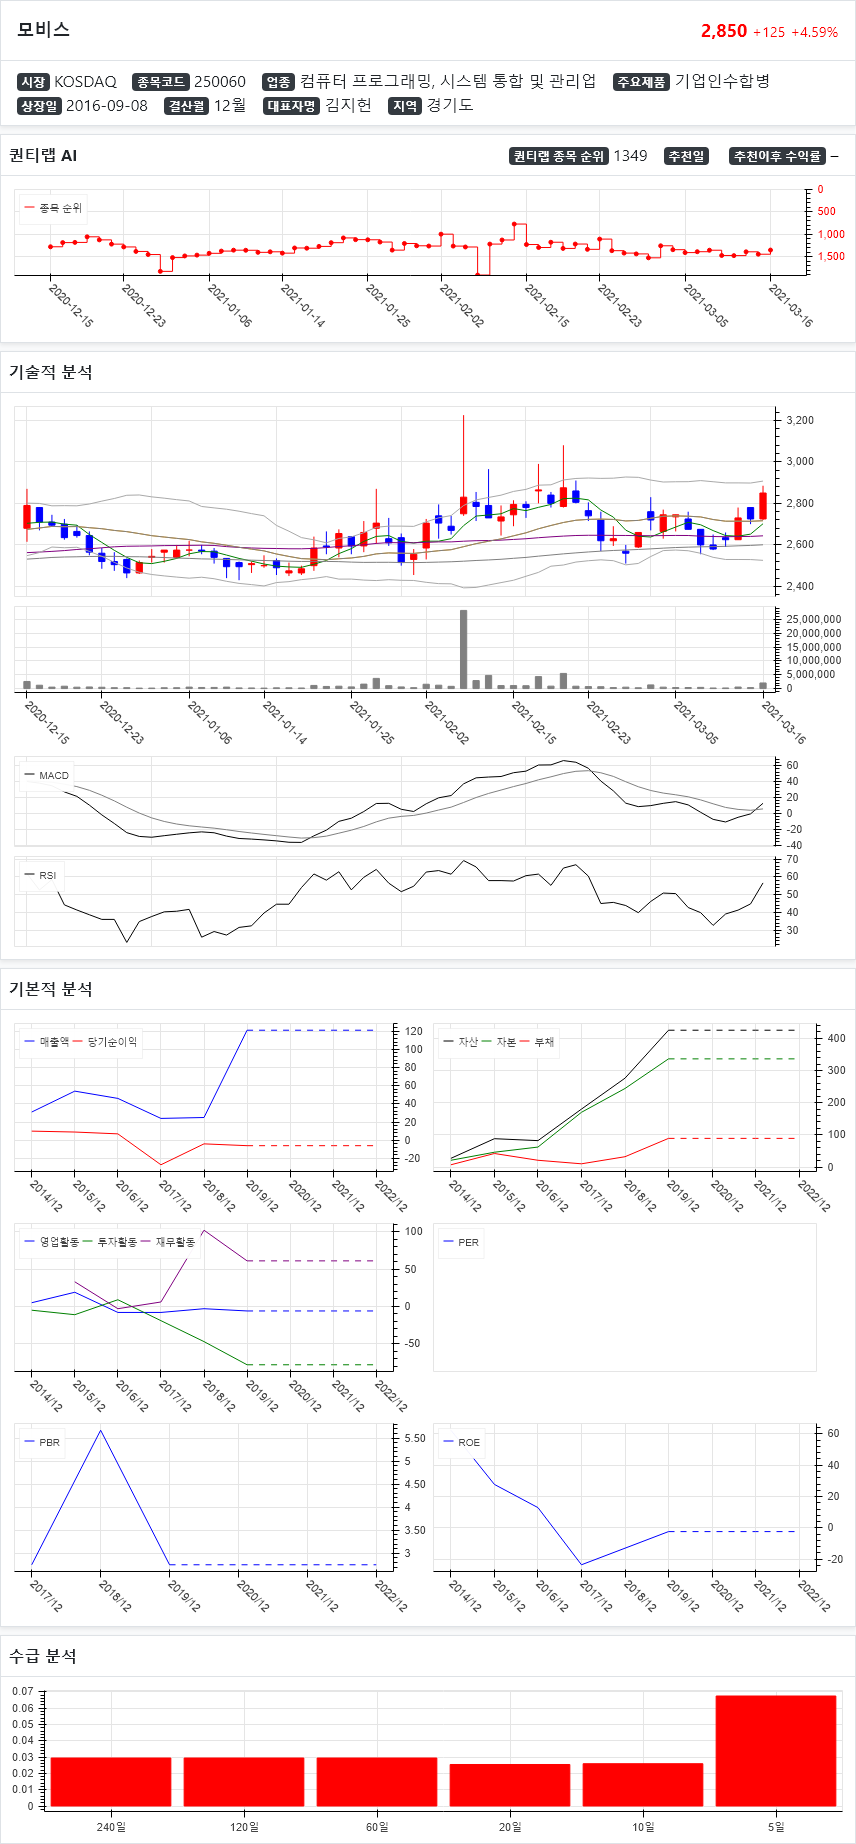 모비스
2,850 +125 +4.59%
시장 KOSDAQ 종목코드 250060 업종 컴퓨터 프로그래밍, 시스템 통합 및 관리업 주요제품 기업인수합병
상장일 2016-09-08 결산월 12월 대표자명 김지헌 지역 경기도
퀀티랩 AI
퀀티랩 종목 순위 1349 추천일 추천이후 수익률 –
종목 순위
0
500
1,000
1,500
2020-12-15 2020-12-23 2021-01-06 2021-01-14 2021-01-25 2021-02-02 2021-02-15 2021-02-23 2021-03-05 2021-03-16
기술적 분석
3,200
3,000
2,800
2,600
2,400
25,000,000
20,000,000
15,000,000
10,000,000
5,000,000
0
2020-12-15 2020-12-23 2021-01-06 2021-01-14 2021-01-25 2021-02-02 2021-02-15 2021-02-23 2021-03-05 2021-03-16
MACD
60
40
20
0
-20
-40
RSI
70
60
50
40
30
기본적 분석
매출액 당기순이익
120
100
80
60
40
20
0
-20
2014/12 2015/12 2016/12 2017/12 2018/12 2019/12 2020/12 2021/12 2022/12
자산 자본 부채
400
300
200
100
0
2014/12 2015/12 2016/12 2017/12 2018/12 2019/12 2020/12 2021/12 2022/12
영업활동 투자활동 재무활동
100
50
0
-50
2014/12 2015/12 2016/12 2017/12 2018/12 2019/12 2020/12 2021/12 2022/12
PER
PBR
5.50
5
4.50
4
3.50
3
2017/12 2018/12 2019/12 2020/12 2021/12 2022/12
ROE
60
40
20
0
-20
2014/12 2015/12 2016/12 2017/12 2018/12 2019/12 2020/12 2021/12 2022/12
수급 분석
0.07
0.06
0.05
0.04
0.03
0.02
0.01
0
240일 120일 60일 20일 10일 5일